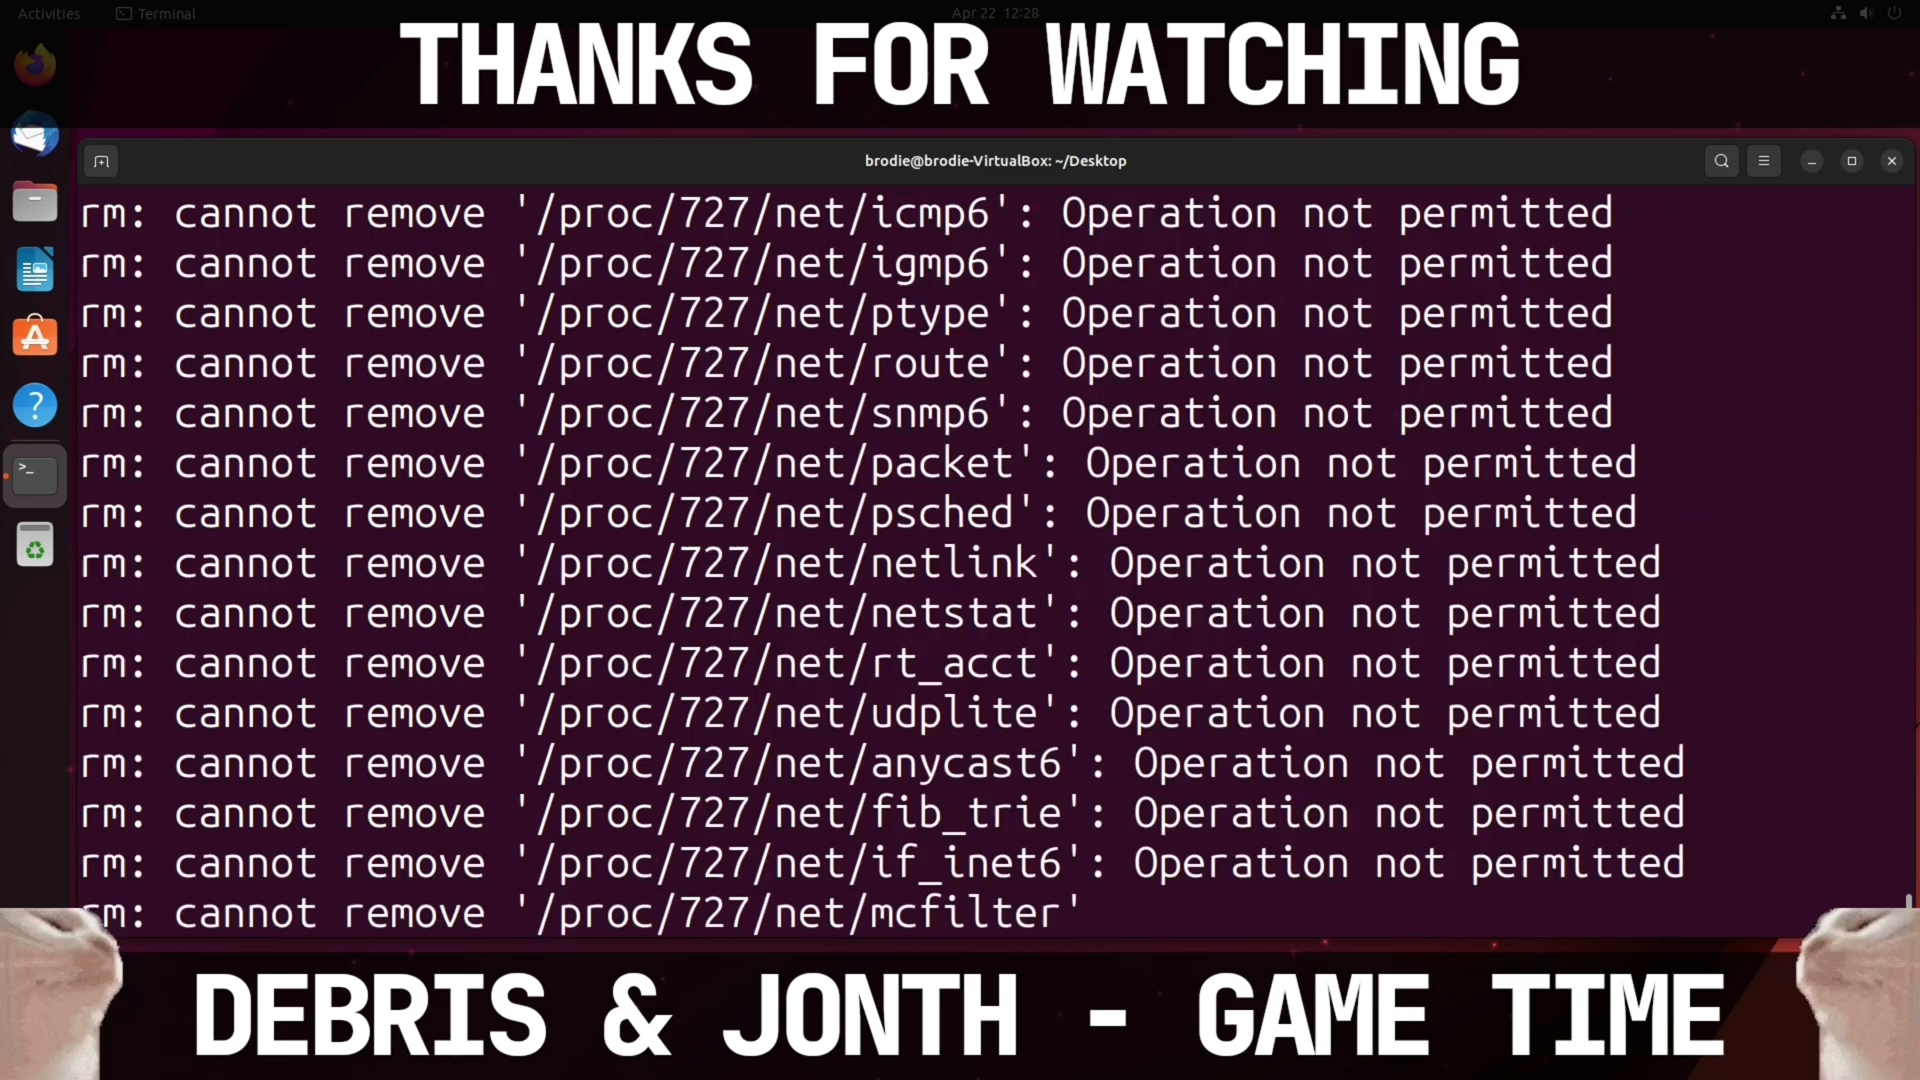 Activities Terminal Apr 22 12:28
THANKS FOR WATCHING
brodie@brodie-VirtualBox: ~/Desktop
rm: cannot remove '/proc/727/net/icmp6': Operation not permitted
rm: cannot remove '/proc/727/net/igmp6': Operation not permitted
rm: cannot remove '/proc/727/net/ptype': Operation not permitted
rm: cannot remove '/proc/727/net/route': Operation not permitted
rm: cannot remove '/proc/727/net/snmp6': Operation not permitted
rm: cannot remove '/proc/727/net/packet': Operation not permitted
rm: cannot remove '/proc/727/net/psched': Operation not permitted
rm: cannot remove '/proc/727/net/netlink': Operation not permitted
rm: cannot remove '/proc/727/net/netstat': Operation not permitted
rm: cannot remove '/proc/727/net/rt_acct': Operation not permitted
rm: cannot remove '/proc/727/net/udplite': Operation not permitted
rm: cannot remove '/proc/727/net/anycast6': Operation not permitted
rm: cannot remove '/proc/727/net/fib_trie': Operation not permitted
rm: cannot remove '/proc/727/net/if_inet6': Operation not permitted
rm: cannot remove '/proc/727/net/mcfilter'
DEBRIS & JONTH - GAME TIME